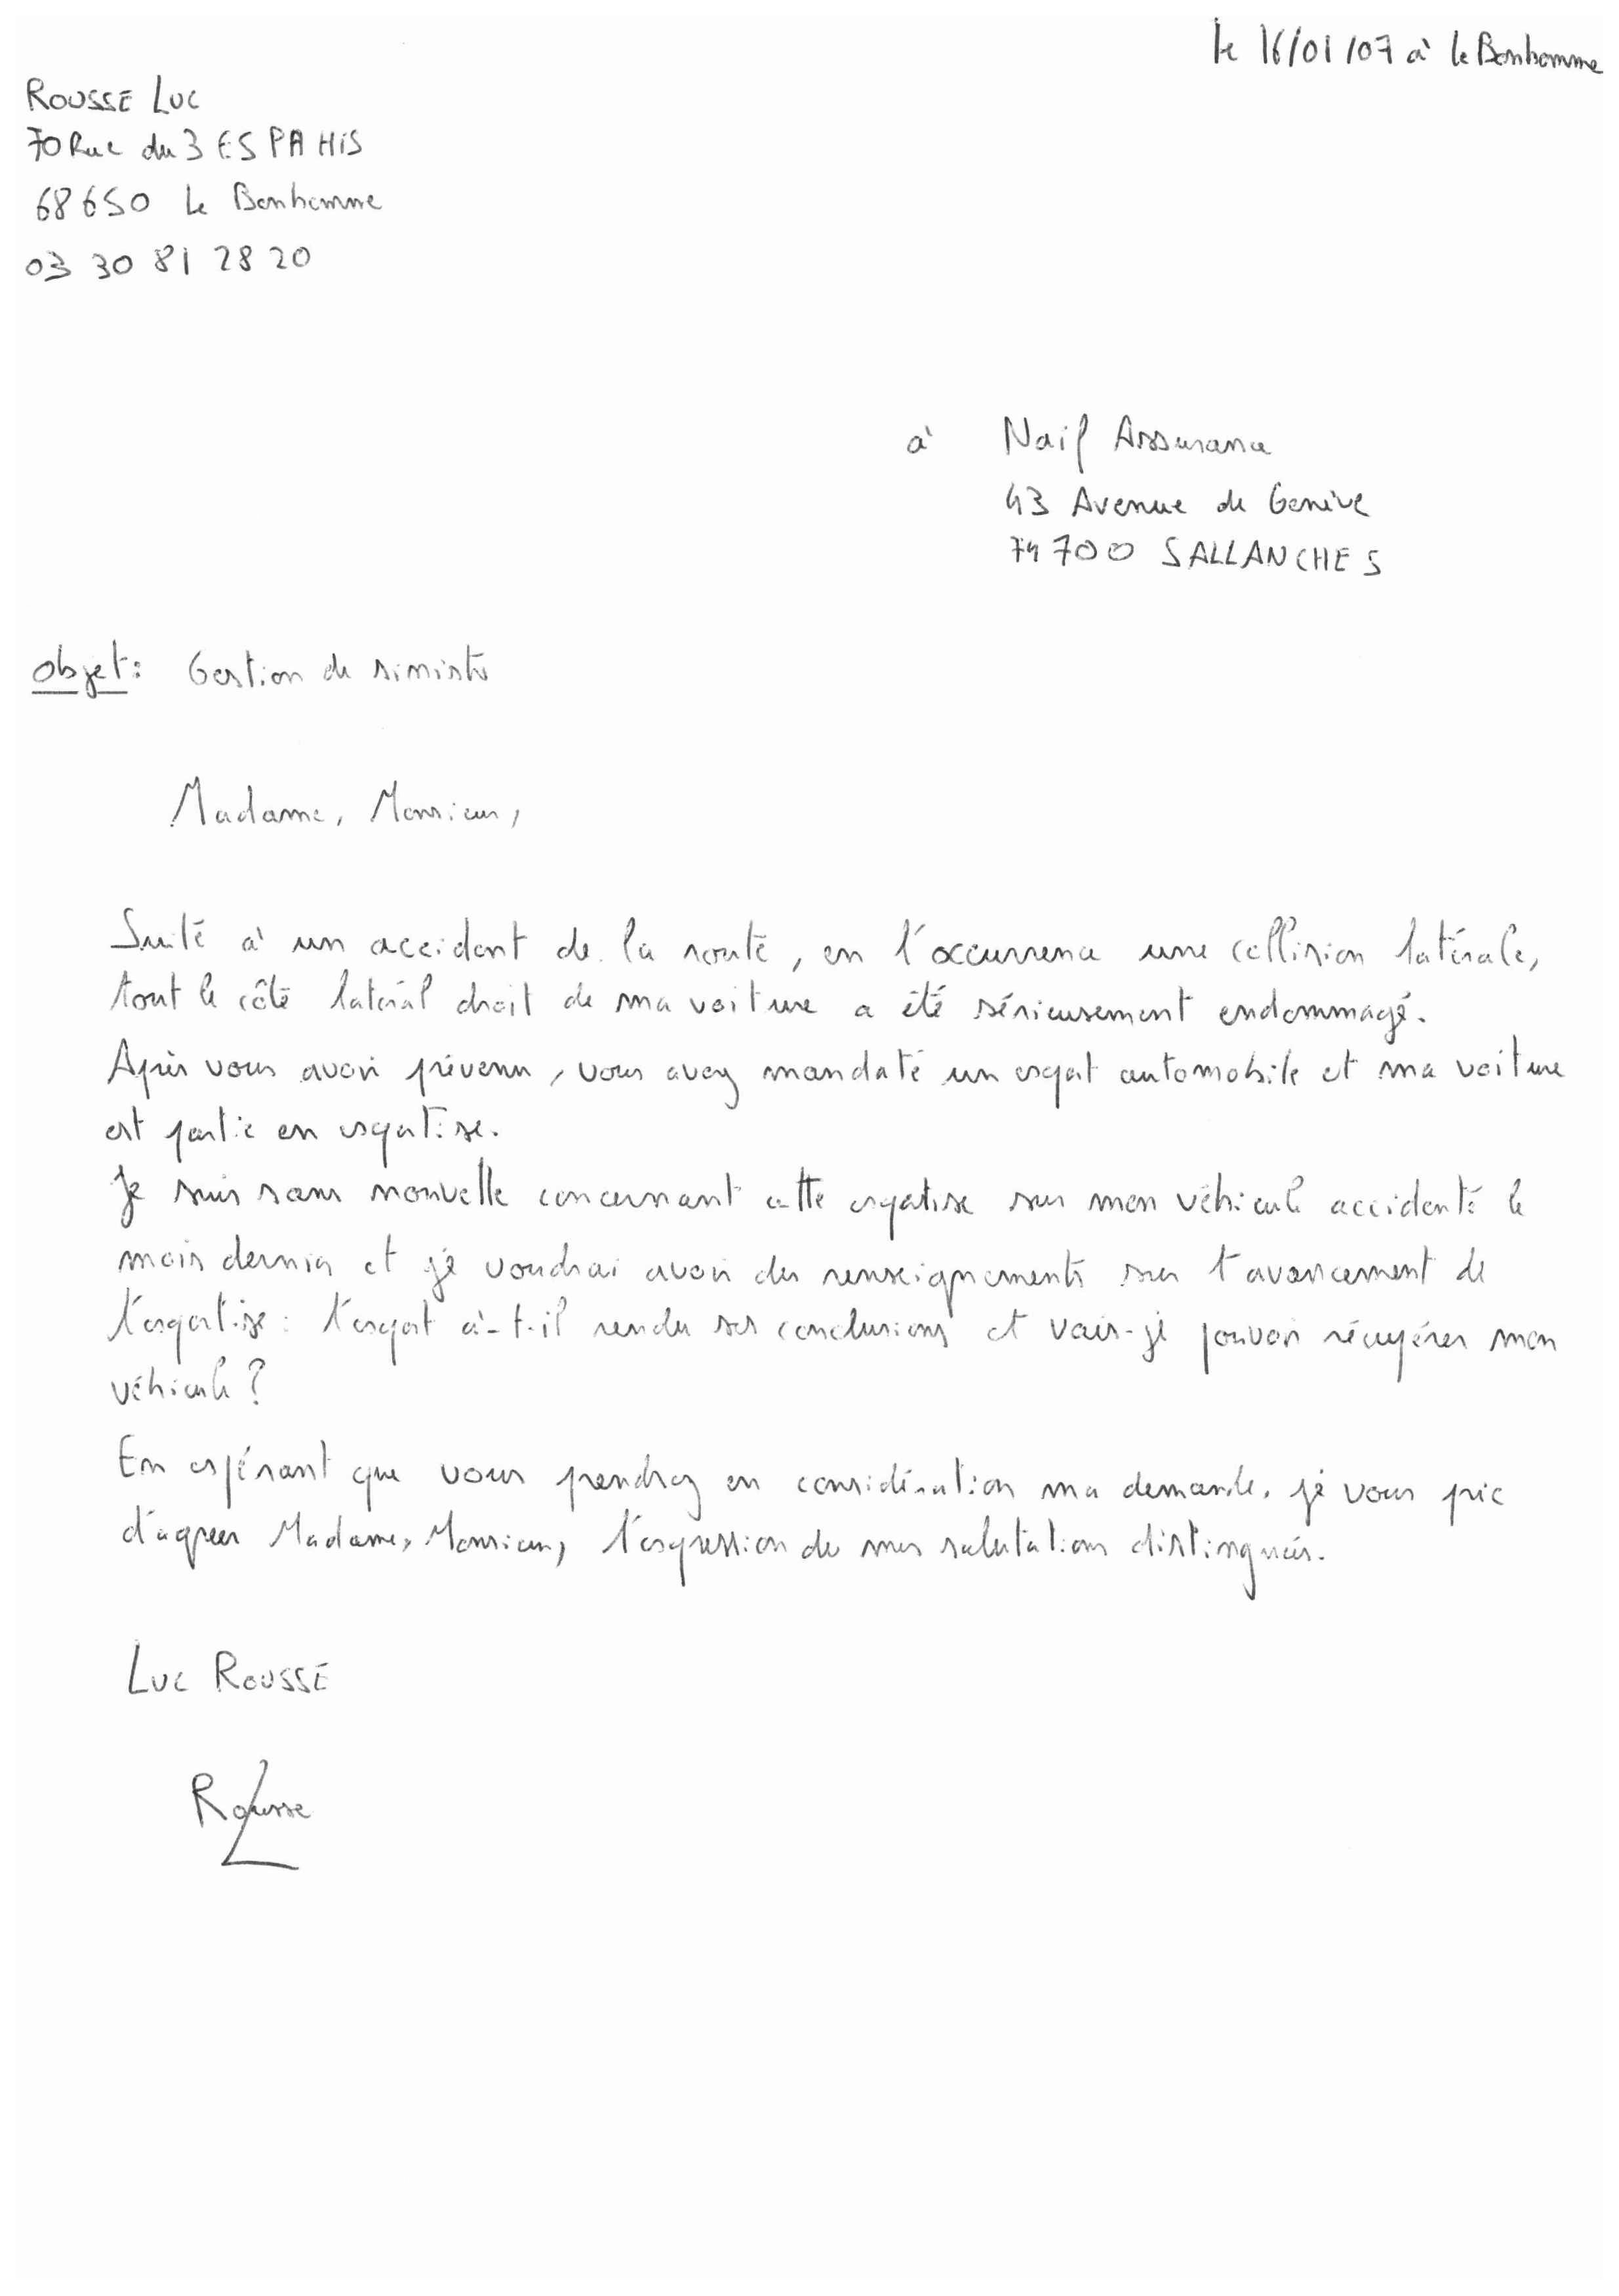 le 16/01/07 à le Bonhomme
ROUSSE LUC
70 Rue du 3 ESPAHIS
68650 le Bonhomme
03 30 81 28 20
à Naif Assurance
43 Avenue de Genève
74700 SALLANCHES
Objet : Gestion de sinistre
Madame, Monsieur,
Suite à un accident de la route, en l'occurrence une collision latérale,
tout le côté latéral droit de ma voiture a été sérieusement endommagé.
Après vous avoir prévenu, vous avez mandaté un expert automobile et ma voiture
est partie en expertise.
Je suis sans nouvelle concernant cette expertise sur mon véhicule accidenté le
mois dernier et je voudrai avoir des renseignements sur l'avancement de
l'expertise : l'expert à-t-il rendu ses conclusions et vais-je pouvoir récupérer mon
véhicule ?
En espérant que vous prendrez en considération ma demande, je vous prie
d'agreer Madame, Monsieur, l'expression de mes salutations distinguées.
LUC ROUSSE
Rousse